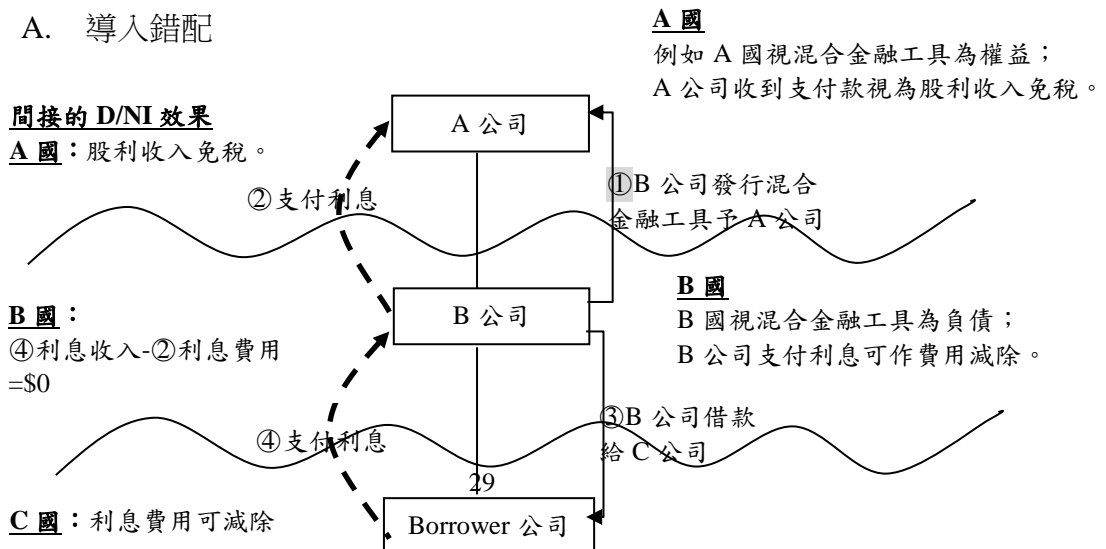 A. 導入錯配
A 國
例如 A 國視混合金融工具為權益；
A 公司收到支付款視為股利收入免稅。
間接的 D/NI 效果
A 國：股利收入免稅。
A 公司
②支付利息
①B 公司發行混合
金融工具予 A 公司
B 國：
④利息收入-②利息費用
=$0
B 公司
B 國
B 國視混合金融工具為負債；
B 公司支付利息可作費用減除。
④支付利息
③B 公司借款
給 C 公司
29
C 國：利息費用可減除
Borrower 公司